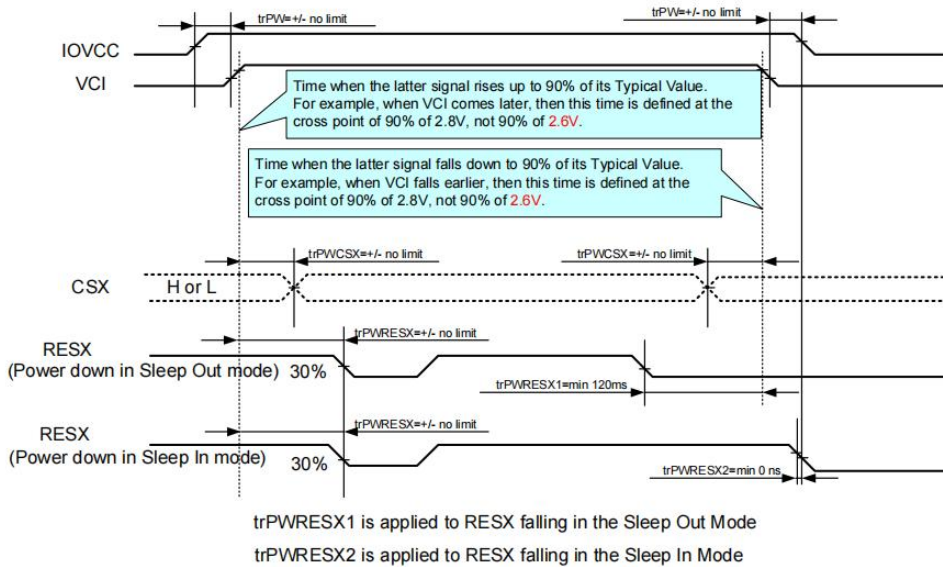 trPW=+/- no limit
trPW=+/- no limit
IOVCC
VCI
Time when the latter signal rises up to 90% of its Typical Value.
For example, when VCI comes later, then this time is defined at the
cross point of 90% of 2.8V, not 90% of 2.6V.
Time when the latter signal falls down to 90% of its Typical Value.
For example, when VCI falls earlier, then this time is defined at the
cross point of 90% of 2.8V, not 90% of 2.6V.
trPWCSX=+/- no limit
trPWCSX=+/- no limit
CSX
H or L
trPWRESX=+/- no limit
RESX
(Power down in Sleep Out mode)
30%
trPWRESX1=min 120ms
trPWRESX=+/- no limit
RESX
(Power down in Sleep In mode)
30%
trPWRESX2=min 0 ns
trPWRESX1 is applied to RESX falling in the Sleep Out Mode
trPWRESX2 is applied to RESX falling in the Sleep In Mode